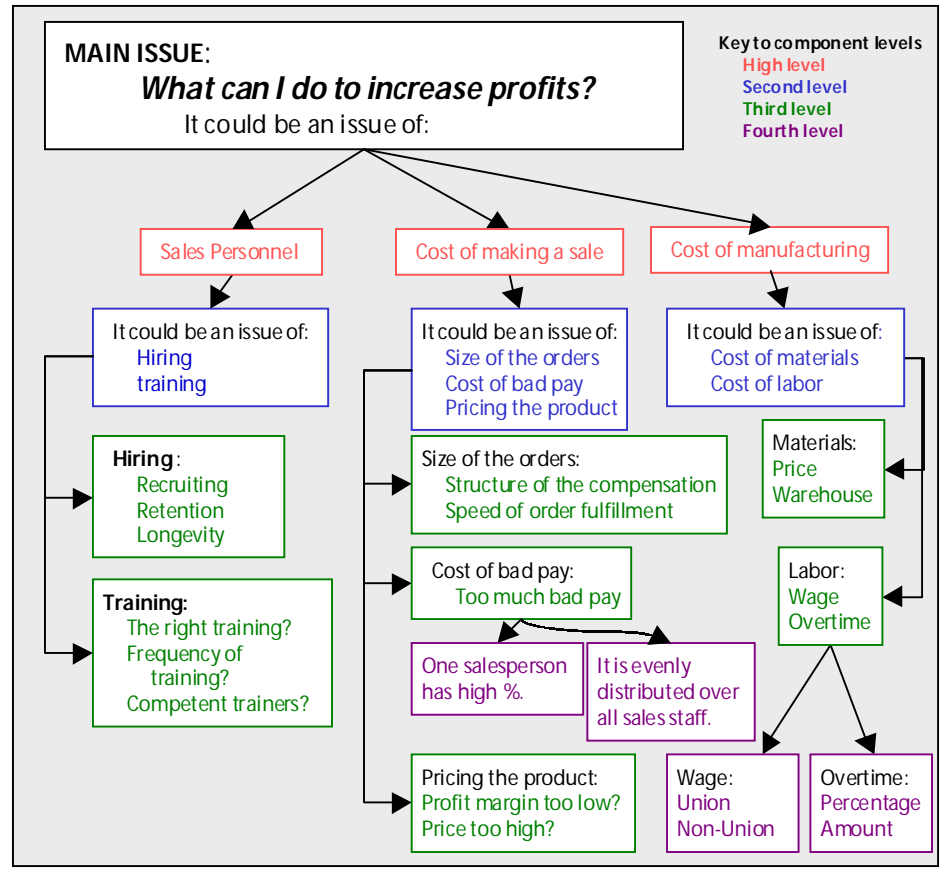 MAIN ISSUE:
What can I do to increase profits?
It could be an issue of:
Key to component levels
High level
Second level
Third level
Fourth level
Sales Personnel
Cost of making a sale
Cost of manufacturing
It could be an issue of:
Hiring
training
It could be an issue of:
Size of the orders
Cost of bad pay
Pricing the product
It could be an issue of:
Cost of materials
Cost of labor
Hiring :
Recruiting
Retention
Longevity
Size of the orders:
Structure of the compensation
Speed of order fulfillment
Materials:
Price
Warehouse
Training:
The right training?
Frequency of
training?
Competent trainers?
Cost of bad pay:
Too much bad pay
Labor:
Wage
Overtime
One salesperson
has high %.
It is evenly
distributed over
all sales staff.
Pricing the product:
Profit margin too low?
Price too high?
Wage:
Union
Non-Union
Overtime:
Percentage
Amount